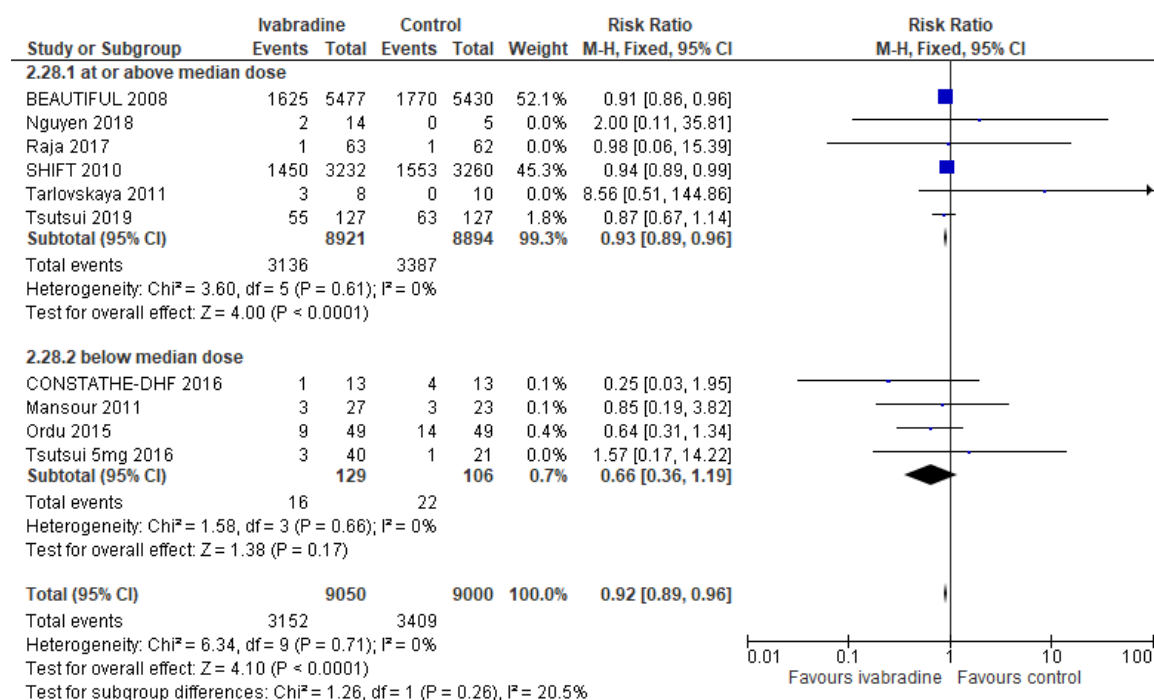 Ivabradine Control Risk Ratio Risk Ratio
Study or Subgroup Events Total Events Total Weight M-H, Fixed, 95% CI M-H, Fixed, 95% CI
2.28.1 at or above median dose
BEAUTIFUL 2008 1625 5477 1770 5430 52.1% 0.91 [0.86, 0.96]
Nguyen 2018 2 14 0 5 0.0% 2.00 [0.11, 35.81]
Raja 2017 1 63 1 62 0.0% 0.98 [0.06, 15.39]
SHIFT 2010 1450 3232 1553 3260 45.3% 0.94 [0.89, 0.99]
Tarlovskaya 2011 3 8 0 10 0.0% 8.56 [0.51, 144.86]
Tsutsui 2019 55 127 63 127 1.8% 0.87 [0.67, 1.14]
Subtotal (95% CI) 8921 8894 99.3% 0.93 [0.89, 0.96]
Total events 3136 3387
Heterogeneity: Chi² = 3.60, df = 5 (P = 0.61); I² = 0%
Test for overall effect: Z = 4.00 (P < 0.0001)
2.28.2 below median dose
CONSTATHE-DHF 2016 1 13 4 13 0.1% 0.25 [0.03, 1.95]
Mansour 2011 3 27 3 23 0.1% 0.85 [0.19, 3.82]
Ordu 2015 9 49 14 49 0.4% 0.64 [0.31, 1.34]
Tsutsui 5mg 2016 3 40 1 21 0.0% 1.57 [0.17, 14.22]
Subtotal (95% CI) 129 106 0.7% 0.66 [0.36, 1.19]
Total events 16 22
Heterogeneity: Chi² = 1.58, df = 3 (P = 0.66); I² = 0%
Test for overall effect: Z = 1.38 (P = 0.17)
Total (95% CI) 9050 9000 100.0% 0.92 [0.89, 0.96]
Total events 3152 3409
Heterogeneity: Chi² = 6.34, df = 9 (P = 0.71); I² = 0%
Test for overall effect: Z = 4.10 (P < 0.0001)
Test for subgroup differences: Chi² = 1.26, df = 1 (P = 0.26), I² = 20.5%
0.01 0.1 1 10 100
Favours ivabradine Favours control